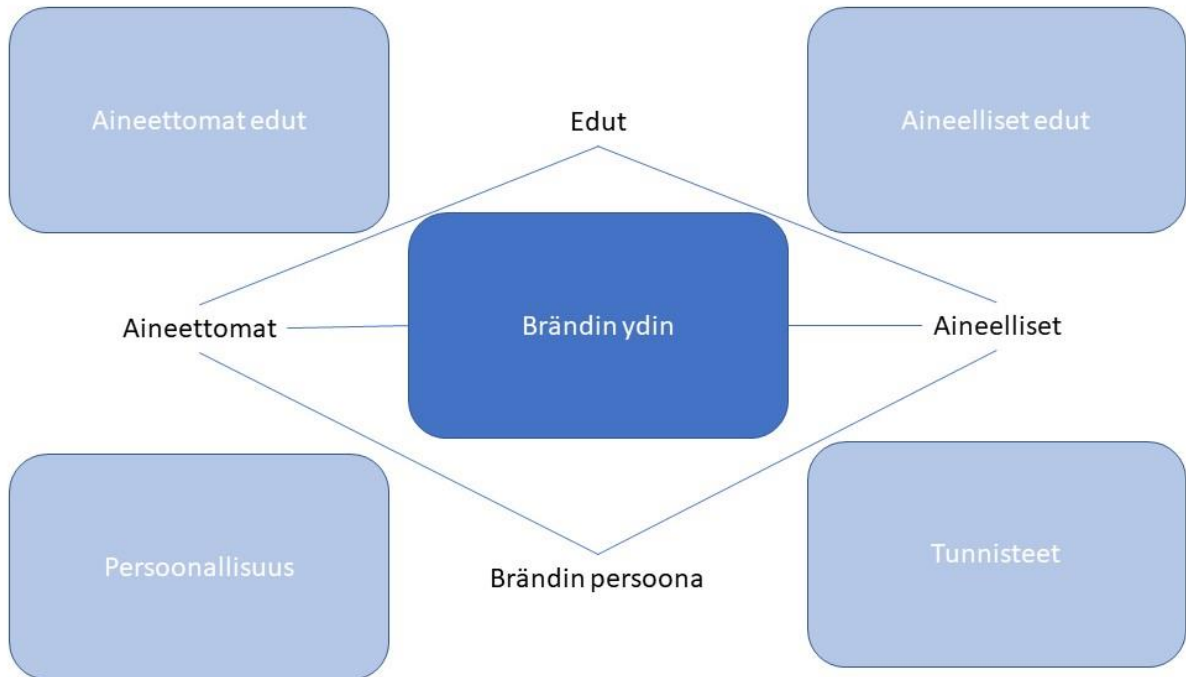 Aineettomat edut
Edut
Aineelliset edut
Aineettomat
Brändin ydin
Aineelliset
Persoonallisuus
Brändin persoona
Tunnisteet